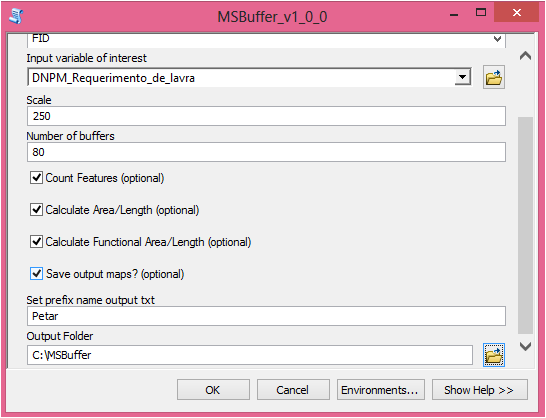 MSBuffer_v1_0_0
FID
Input variable of interest
DNPM_Requerimento_de_lavra
Scale
250
Number of buffers
80
Count Features (optional)
Calculate Area/Length (optional)
Calculate Functional Area/Length (optional)
Save output maps? (optional)
Set prefix name output txt
Petar
Output Folder
C:\MSBuffer
OK Cancel Environments... Show Help >>